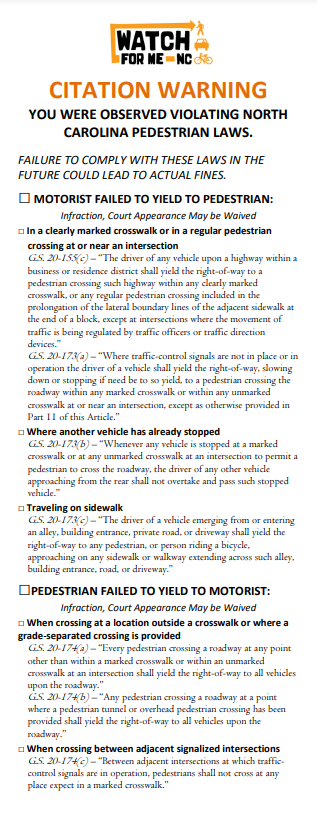 WATCH
FOR ME – NC
CITATION WARNING
YOU WERE OBSERVED VIOLATING NORTH
CAROLINA PEDESTRIAN LAWS.
FAILURE TO COMPLY WITH THESE LAWS IN THE
FUTURE COULD LEAD TO ACTUAL FINES.
☐ MOTORIST FAILED TO YIELD TO PEDESTRIAN:
Infraction, Court Appearance May be Waived
□ In a clearly marked crosswalk or in a regular pedestrian
crossing at or near an intersection
G.S. 20-155(c) – “The driver of any vehicle upon a highway within a
business or residence district shall yield the right-of-way to a
pedestrian crossing such highway within any clearly marked
crosswalk, or any regular pedestrian crossing included in the
prolongation of the lateral boundary lines of the adjacent sidewalk at
the end of a block, except at intersections where the movement of
traffic is being regulated by traffic officers or traffic direction
devices.”
G.S. 20-173(a) – “Where traffic-control signals are not in place or in
operation the driver of a vehicle shall yield the right-of-way, slowing
down or stopping if need be to so yield, to a pedestrian crossing the
roadway within any marked crosswalk or within any unmarked
crosswalk at or near an intersection, except as otherwise provided in
Part 11 of this Article.”
□ Where another vehicle has already stopped
G.S. 20-173(b) – “Whenever any vehicle is stopped at a marked
crosswalk or at any unmarked crosswalk at an intersection to permit a
pedestrian to cross the roadway, the driver of any other vehicle
approaching from the rear shall not overtake and pass such stopped
vehicle.”
□ Traveling on sidewalk
G.S. 20-173(c) – “The driver of a vehicle emerging from or entering
an alley, building entrance, private road, or driveway shall yield the
right-of-way to any pedestrian, or person riding a bicycle,
approaching on any sidewalk or walkway extending across such alley,
building entrance, road, or driveway.”
☐PEDESTRIAN FAILED TO YIELD TO MOTORIST:
Infraction, Court Appearance May be Waived
□ When crossing at a location outside a crosswalk or where a
grade-separated crossing is provided
G.S. 20-174(a) – “Every pedestrian crossing a roadway at any point
other than within a marked crosswalk or within an unmarked
crosswalk at an intersection shall yield the right-of-way to all vehicles
upon the roadway.”
G.S. 20-174(b) – “Any pedestrian crossing a roadway at a point
where a pedestrian tunnel or overhead pedestrian crossing has been
provided shall yield the right-of-way to all vehicles upon the
roadway.”
□ When crossing between adjacent signalized intersections
G.S. 20-174(c) – “Between adjacent intersections at which traffic-
control signals are in operation, pedestrians shall not cross at any
place expect in a marked crosswalk.”